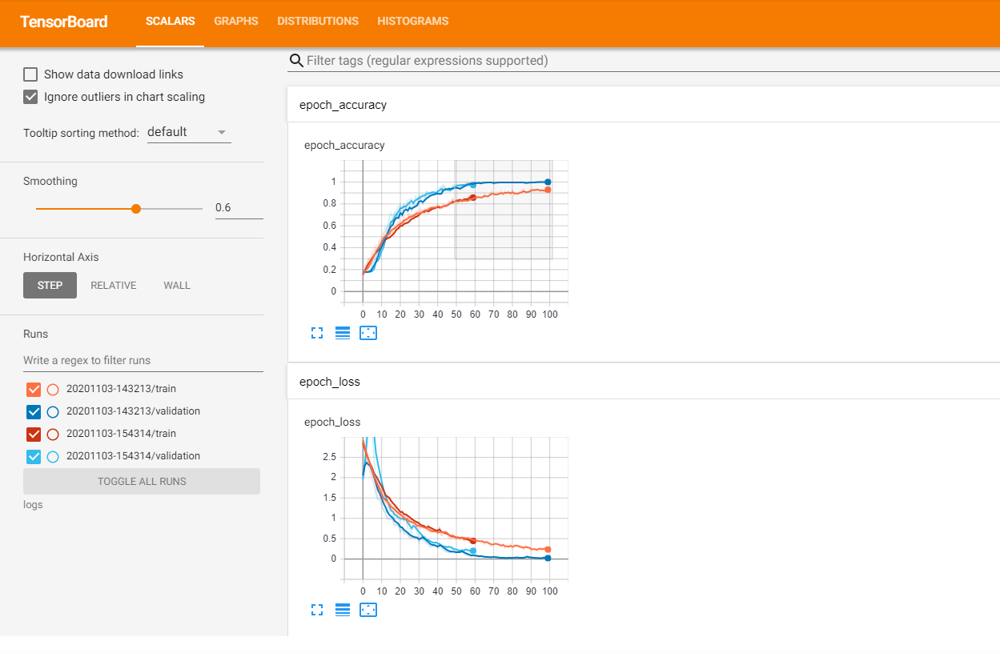 TensorBoard SCALARS GRAPHS DISTRIBUTIONS HISTOGRAMS
Show data download links
Ignore outliers in chart scaling
Tooltip sorting method: default
Smoothing
0.6
Horizontal Axis
STEP RELATIVE WALL
Runs
Write a regex to filter runs
20201103-143213/train
20201103-143213/validation
20201103-154314/train
20201103-154314/validation
TOGGLE ALL RUNS
logs
Filter tags (regular expressions supported)
epoch_accuracy
epoch_accuracy
1
0.8
0.6
0.4
0.2
0
0 10 20 30 40 50 60 70 80 90 100
epoch_loss
epoch_loss
2.5
2
1.5
1
0.5
0
0 10 20 30 40 50 60 70 80 90 100